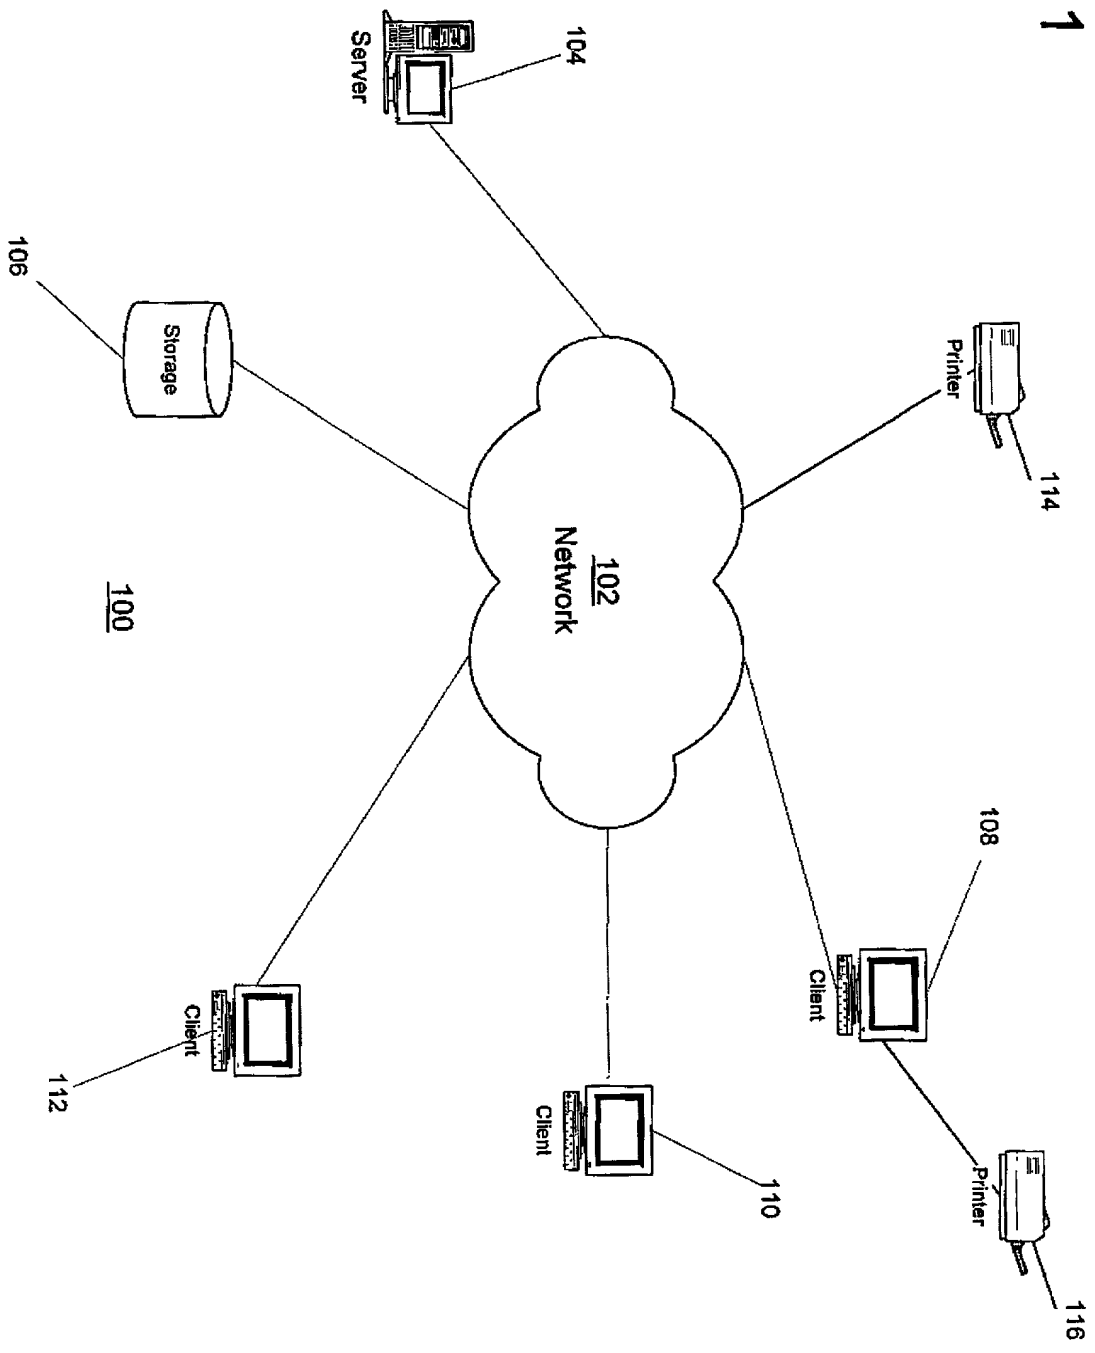 1
116
114
108
Printer
Printer
Client
110
102
104
Network
Client
Server
Client
Storage
100
112
106